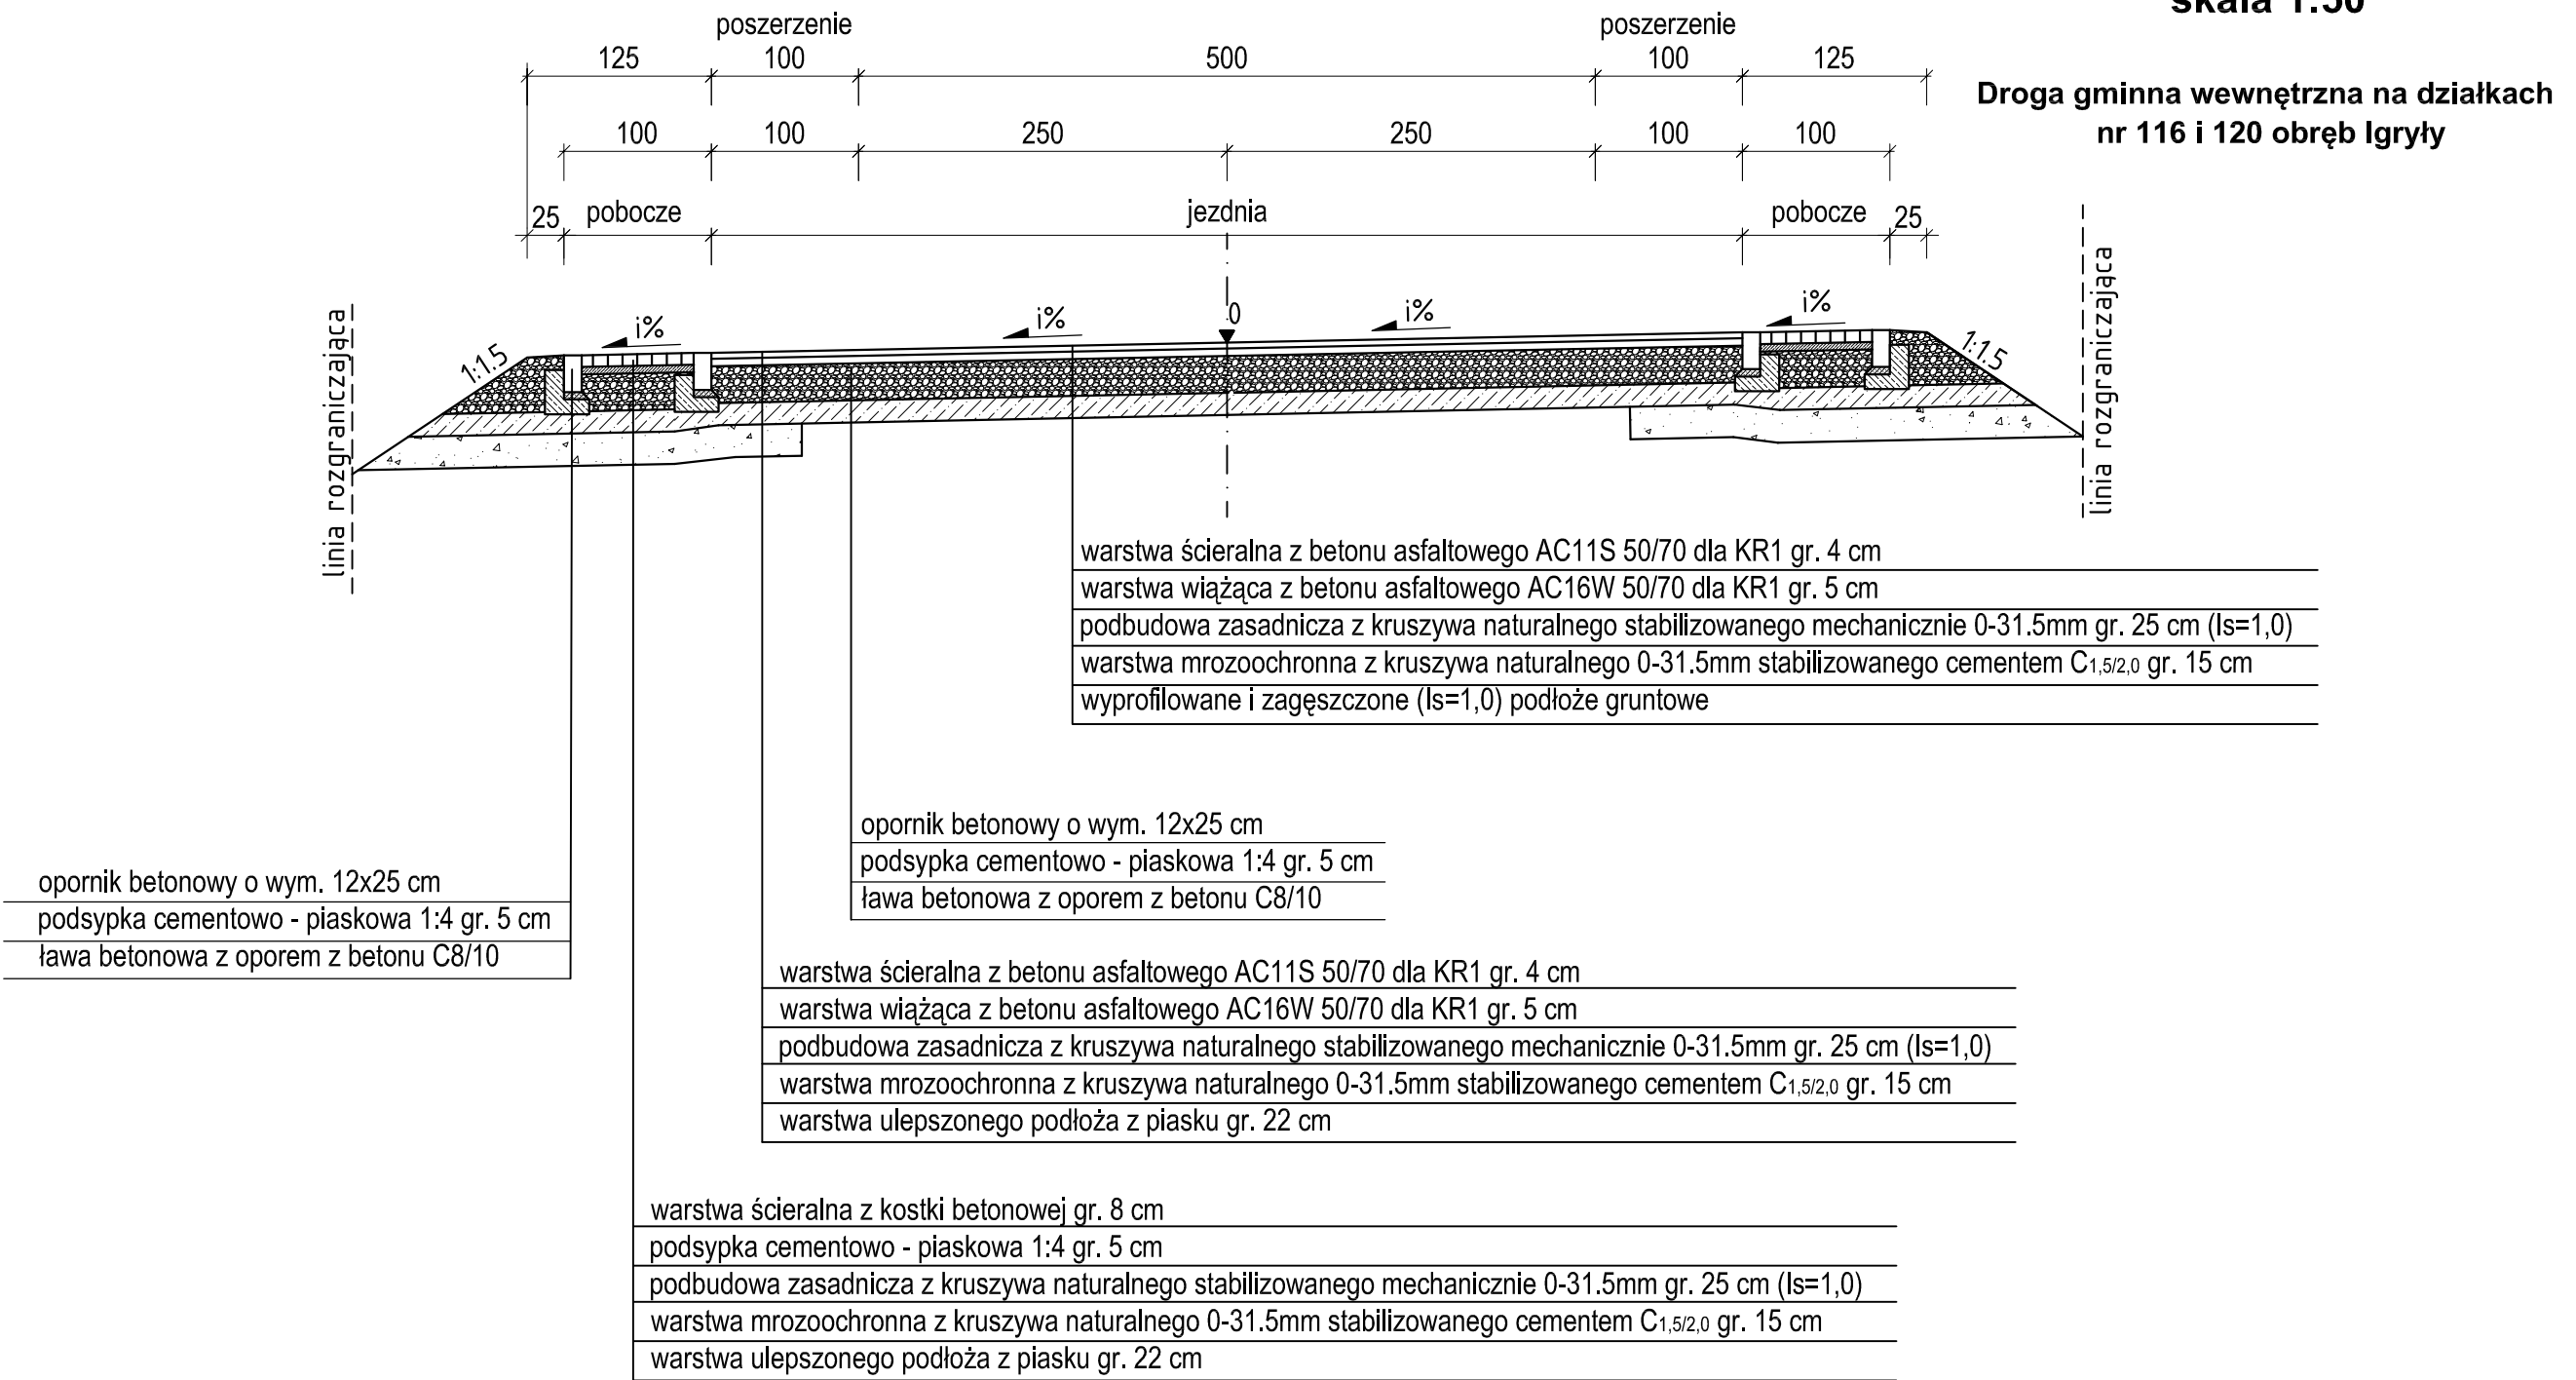 skala 1:50
Droga gminna wewnętrzna na działkach
nr 116 i 120 obręb Igryły
poszerzenie
poszerzenie
125
100
500
100
125
100
100
250
250
100
100
25
pobocze
jezdnia
pobocze
25
linia rozgraniczająca
1:1.5
i%
i%
0
i%
i%
1:1.5
linia rozgraniczająca
warstwa ścieralna z betonu asfaltowego AC11S 50/70 dla KR1 gr. 4 cm
warstwa wiążąca z betonu asfaltowego AC16W 50/70 dla KR1 gr. 5 cm
podbudowa zasadnicza z kruszywa naturalnego stabilizowanego mechanicznie 0-31.5mm gr. 25 cm (Is=1,0)
warstwa mrozoochronna z kruszywa naturalnego 0-31.5mm stabilizowanego cementem C1,5/2,0 gr. 15 cm
wyprofilowane i zagęszczone (Is=1,0) podłoże gruntowe
opornik betonowy o wym. 12x25 cm
podsypka cementowo - piaskowa 1:4 gr. 5 cm
ława betonowa z oporem z betonu C8/10
opornik betonowy o wym. 12x25 cm
podsypka cementowo - piaskowa 1:4 gr. 5 cm
ława betonowa z oporem z betonu C8/10
warstwa ścieralna z betonu asfaltowego AC11S 50/70 dla KR1 gr. 4 cm
warstwa wiążąca z betonu asfaltowego AC16W 50/70 dla KR1 gr. 5 cm
podbudowa zasadnicza z kruszywa naturalnego stabilizowanego mechanicznie 0-31.5mm gr. 25 cm (Is=1,0)
warstwa mrozoochronna z kruszywa naturalnego 0-31.5mm stabilizowanego cementem C1,5/2,0 gr. 15 cm
warstwa ulepszonego podłoża z piasku gr. 22 cm
warstwa ścieralna z kostki betonowej gr. 8 cm
podsypka cementowo - piaskowa 1:4 gr. 5 cm
podbudowa zasadnicza z kruszywa naturalnego stabilizowanego mechanicznie 0-31.5mm gr. 25 cm (Is=1,0)
warstwa mrozoochronna z kruszywa naturalnego 0-31.5mm stabilizowanego cementem C1,5/2,0 gr. 15 cm
warstwa ulepszonego podłoża z piasku gr. 22 cm